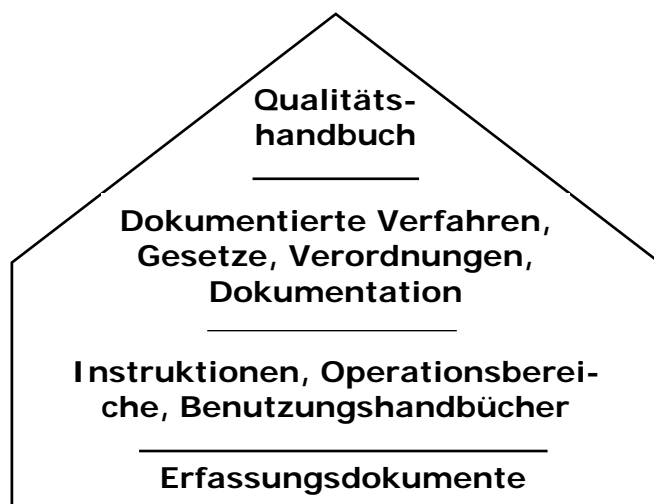 Qualitäts-
handbuch
Dokumentierte Verfahren,
Gesetze, Verordnungen,
Dokumentation
Instruktionen, Operationsberei-
che, Benutzungshandbücher
Erfassungsdokumente